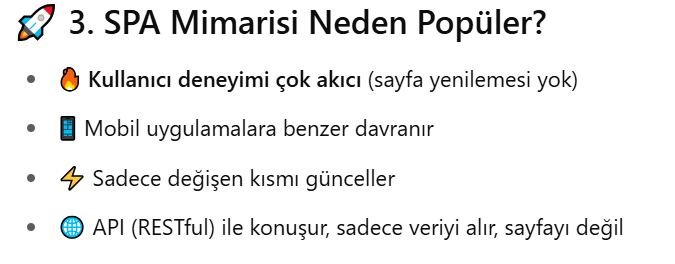 🚀 3. SPA Mimarisi Neden Popüler?
• 🔥 Kullanıcı deneyimi çok akıcı (sayfa yenilemesi yok)
• 📱 Mobil uygulamalara benzer davranır
• ⚡ Sadece değişen kısmı günceller
• 🌐 API (RESTful) ile konuşur, sadece veriyi alır, sayfayı değil